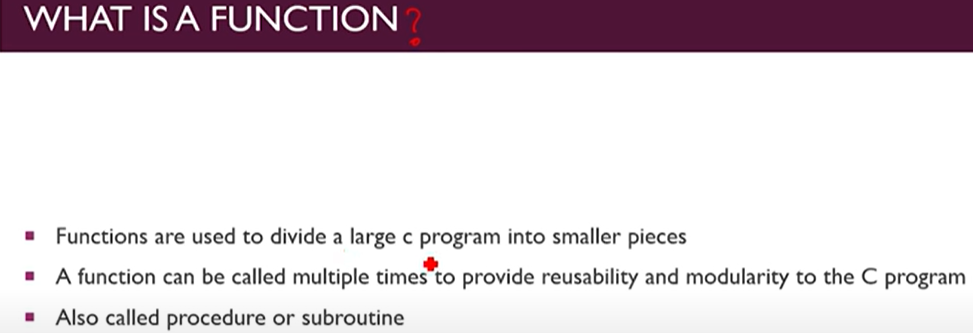 WHAT IS A FUNCTION?
Functions are used to divide a large c program into smaller pieces
A function can be called multiple times to provide reusability and modularity to the C program
Also called procedure or subroutine